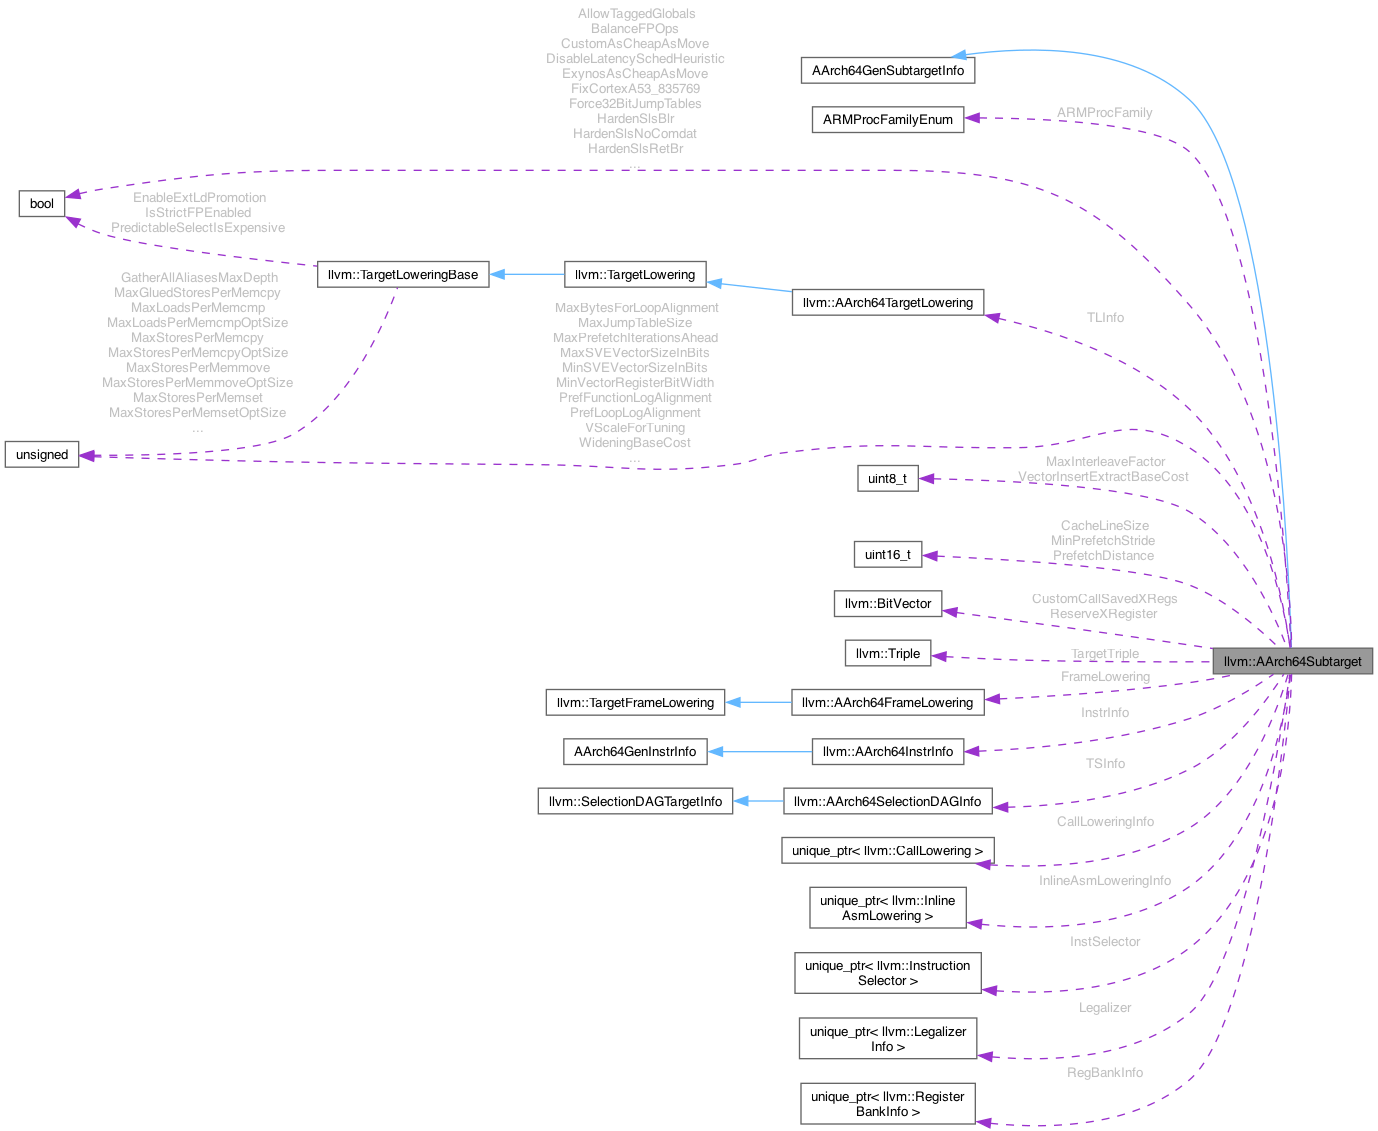 AllowTaggedGlobals
BalanceFPOps
CustomAsCheapAsMove
DisableLatencySchedHeuristic
ExynosAsCheapAsMove
FixCortexA53_835769
Force32BitJumpTables
HardenSlsBlr
HardenSlsNoComdat
HardenSlsRetBr
...
AArch64GenSubtargetInfo
ARMProcFamilyEnum
ARMProcFamily
bool
EnableExtLdPromotion
IsStrictFPEnabled
PredictableSelectIsExpensive
llvm::TargetLoweringBase
llvm::TargetLowering
llvm::AArch64TargetLowering
TLInfo
GatherAllAliasesMaxDepth
MaxGluedStoresPerMemcpy
MaxLoadsPerMemcmp
MaxLoadsPerMemcmpOptSize
MaxStoresPerMemcpy
MaxStoresPerMemcpyOptSize
MaxStoresPerMemmove
MaxStoresPerMemmoveOptSize
MaxStoresPerMemset
MaxStoresPerMemsetOptSize
...
MaxBytesForLoopAlignment
MaxJumpTableSize
MaxPrefetchIterationsAhead
MaxSVEVectorSizeInBits
MinSVEVectorSizeInBits
MinVectorRegisterBitWidth
PrefFunctionLogAlignment
PrefLoopLogAlignment
VScaleForTuning
WideningBaseCost
...
unsigned
uint8_t
MaxInterleaveFactor
VectorInsertExtractBaseCost
uint16_t
CacheLineSize
MinPrefetchStride
PrefetchDistance
llvm::BitVector
CustomCallSavedXRegs
ReserveXRegister
llvm::Triple
TargetTriple
llvm::AArch64Subtarget
FrameLowering
llvm::TargetFrameLowering
llvm::AArch64FrameLowering
InstrInfo
AArch64GenInstrInfo
llvm::AArch64InstrInfo
TSInfo
llvm::SelectionDAGTargetInfo
llvm::AArch64SelectionDAGInfo
CallLoweringInfo
unique_ptr< llvm::CallLowering >
InlineAsmLoweringInfo
unique_ptr< llvm::Inline
AsmLowering >
InstSelector
unique_ptr< llvm::Instruction
Selector >
Legalizer
unique_ptr< llvm::Legalizer
Info >
RegBankInfo
unique_ptr< llvm::Register
BankInfo >